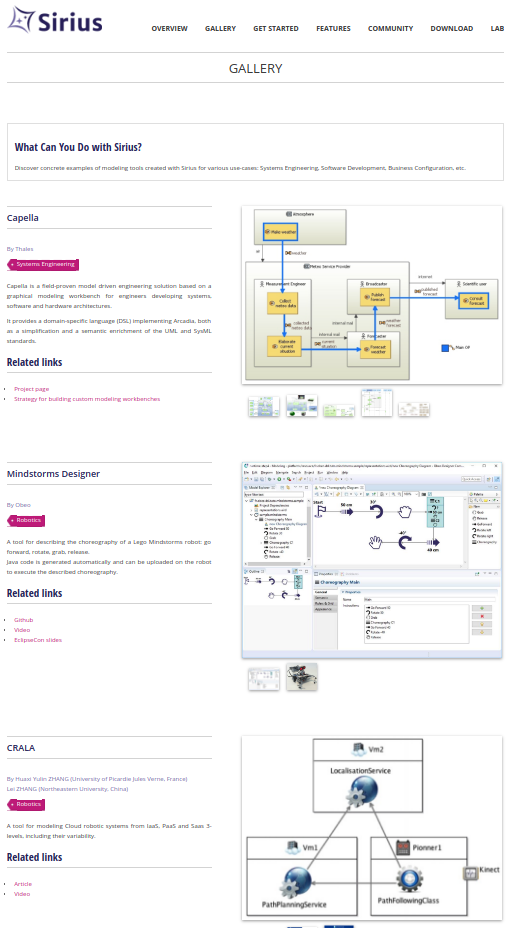 Sirius
OVERVIEW GALLERY GET STARTED FEATURES COMMUNITY DOWNLOAD LAB
GALLERY
What Can You Do with Sirius?
Discover concrete examples of modeling tools created with Sirius for various use-cases: Systems Engineering, Software Development, Business Configuration, etc.
Capella
By Thales
Systems Engineering
Capella is a field-proven model driven engineering solution based on a
graphical modeling workbench for engineers developing systems,
software and hardware architectures.
It provides a domain-specific language (DSL) implementing Arcadia, both
as a simplification and a semantic enrichment of the UML and SysML
standards.
Related links
Project page
Strategy for building custom modeling workbenches
Atmosphere
Make weather
weather
Meteo Service Provider
Measurement Engineer
Collect meteo data
collected meteo data
Elaborate current situation
current situation
Broadcaster
Publish forecast
internet
published forecast
Scientific user
Consult forecast
internal mail
internal mail
weather forecast
Forecaster
Forecast weather
Main OP
Mindstorms Designer
By Obeo
Robotics
A tool for describing the choreography of a Lego Mindstorms robot: go
forward, rotate, grab, release.
Java code is generated automatically and can be uploaded on the robot
to execute the described choreography.
Related links
Github
Video
EclipseCon slides
Start
50 cm
30°
-40°
40 cm
Choreography Main
General
Properties
Name
Main
Instructions
CRALA
By Huaxi Yulin ZHANG (University of Picardie Jules Verne, France)
Lei ZHANG (Northeastern University, China)
Robotics
A tool for modeling Cloud robotic systems from IaaS, PaaS and Saas 3-
levels, including their variability.
Related links
Article
Video
Vm2
LocalisationService
Vm1
PathPlanningService
Pionner1
PathFollowingClass
Kinect